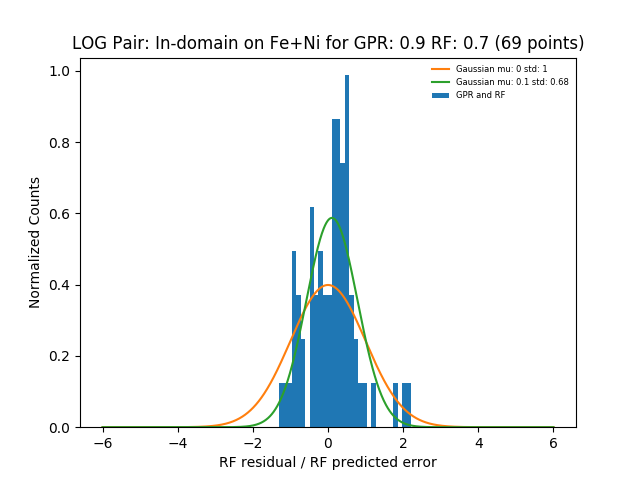 LOG Pair: In-domain on Fe+Ni for GPR: 0.9 RF: 0.7 (69 points)
Gaussian mu: 0 std: 1
Gaussian mu: 0.1 std: 0.68
GPR and RF
Normalized Counts
1.0
0.8
0.6
0.4
0.2
0.0
−6 −4 −2 0 2 4 6
RF residual / RF predicted error